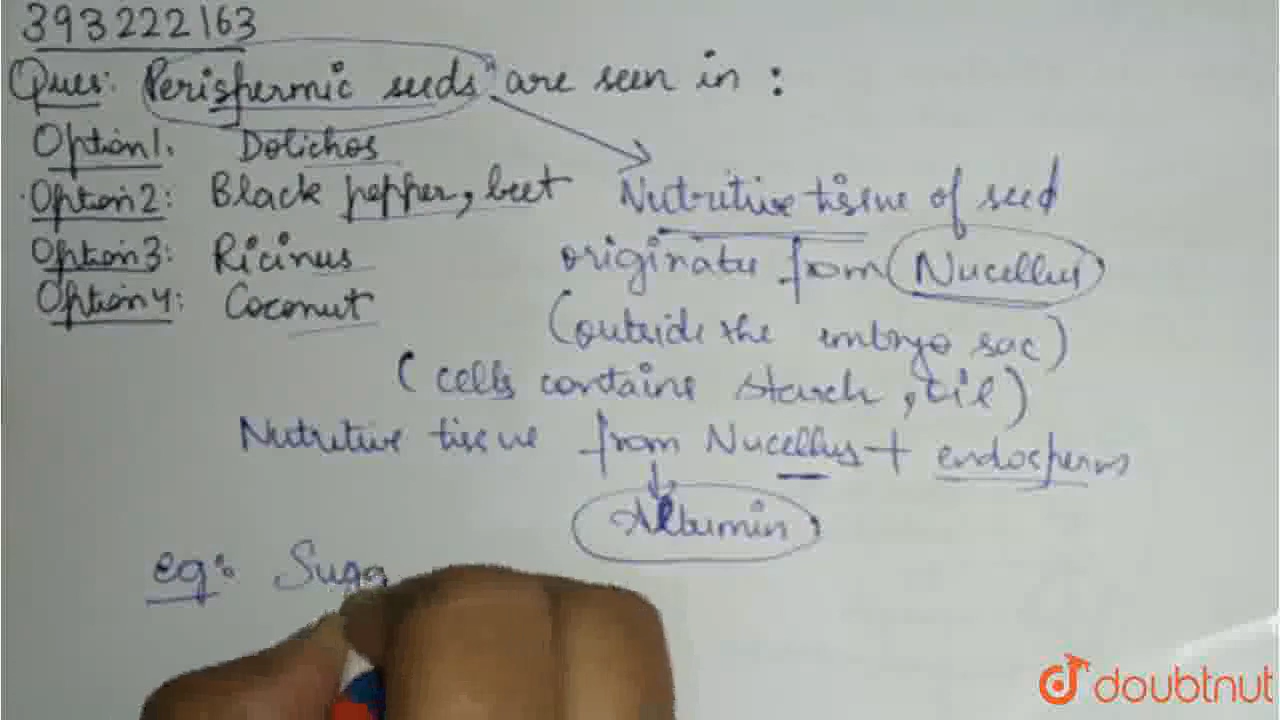 393222163
Ques: Perispermic seeds" are seen in :
Option1. Dolichos
Option2: Black pepper, beet
Option3: Ricinus
Option4: Coconut
Nutritive tissue of seed
originates from Nucellus
(outside the embryo sac)
(cells contains starch, oil)
Nutritive tissue from Nucellus + endosperm
Albumin
eg: Suga
doubtnut